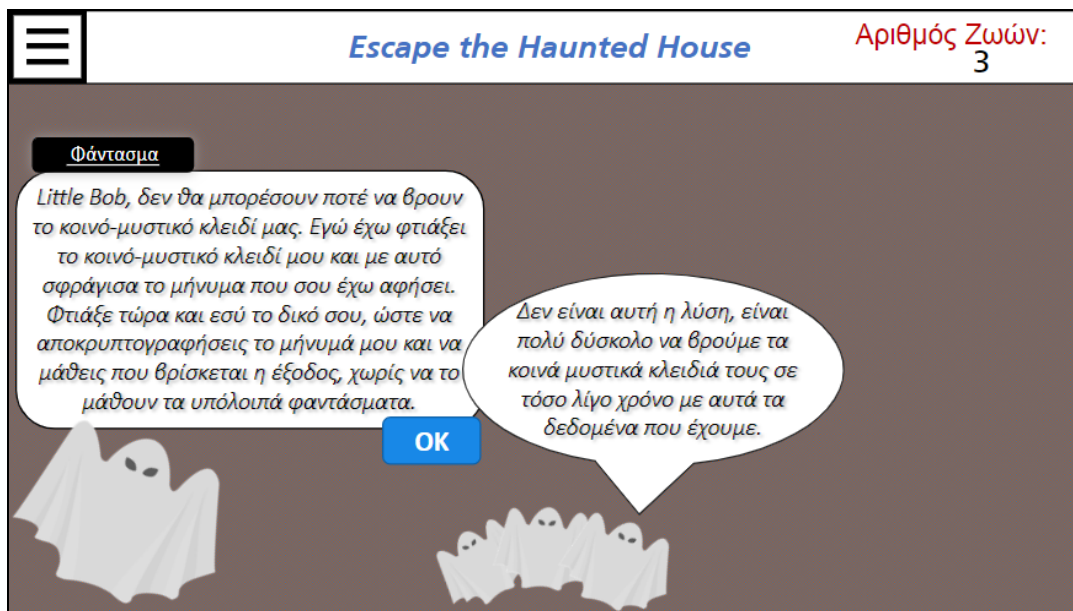 Escape the Haunted House
Αριθμός Ζωών:
3
Φάντασμα
Little Bob, δεν θα μπορέσουν ποτέ να βρουν
το κοινό-μυστικό κλειδί μας. Εγώ έχω φτιάξει
το κοινό-μυστικό κλειδί μου και με αυτό
σφράγισα το μήνυμα που σου έχω αφήσει.
Φτιάξε τώρα και εσύ το δικό σου, ώστε να
αποκρυπτογραφήσεις το μήνυμά μου και να
μάθεις που βρίσκεται η έξοδος, χωρίς να το
μάθουν τα υπόλοιπά φαντάσματα.
OK
Δεν είναι αυτή η λύση, είναι
πολύ δύσκολο να βρούμε τα
κοινά μυστικά κλειδιά τους σε
τόσο λίγο χρόνο με αυτά τα
δεδομένα που έχουμε.